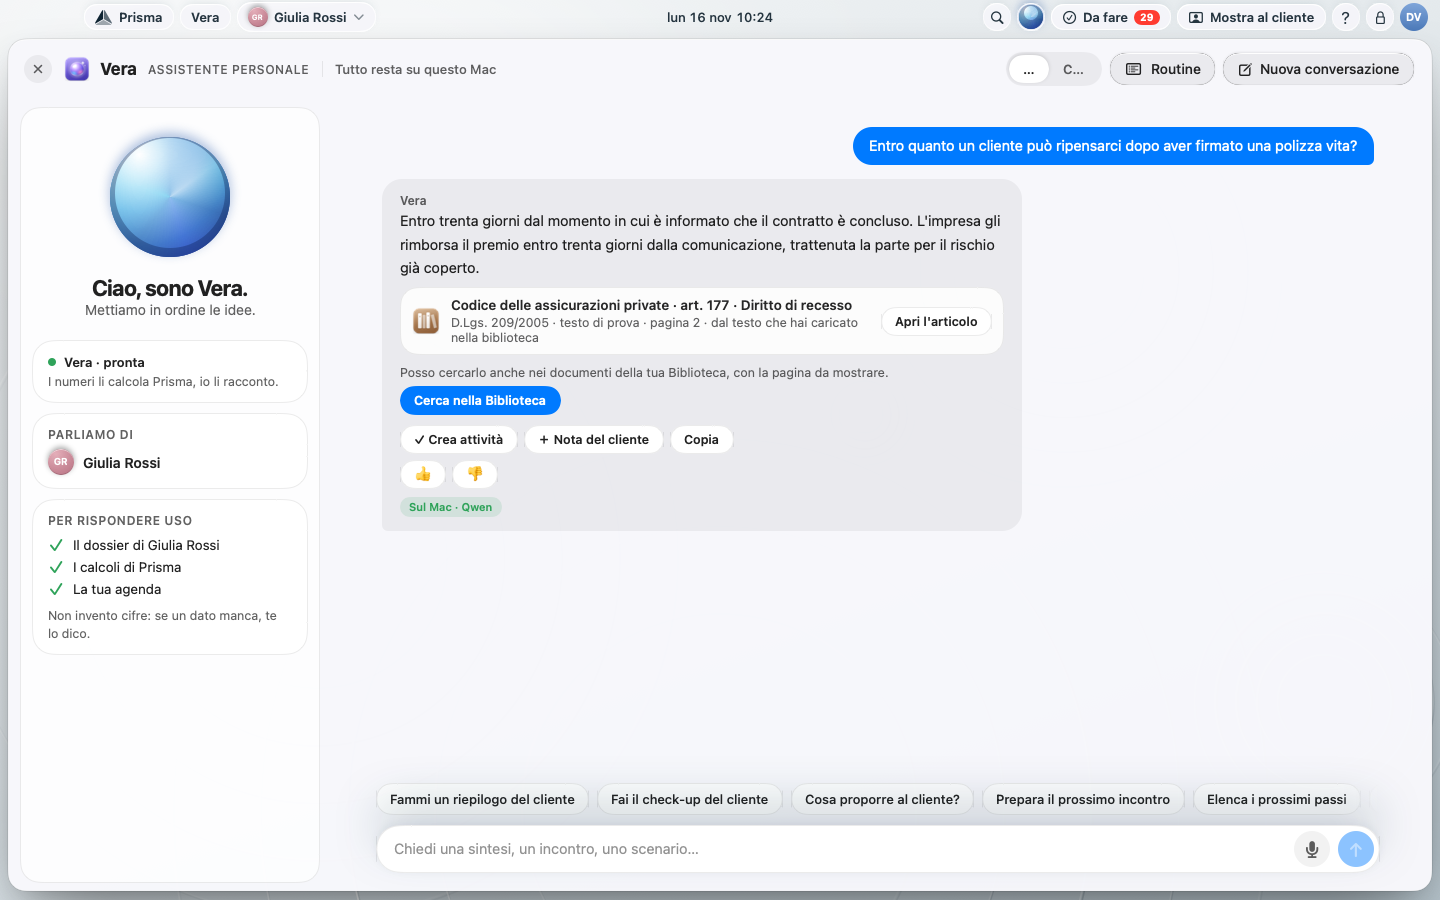 Prisma
Vera
GR
Giulia Rossi
lun 16 nov 10:24
Da fare 29
Mostra al cliente
?
DV
Vera
ASSISTENTE PERSONALE
Tutto resta su questo Mac
...
C...
Routine
Nuova conversazione
Ciao, sono Vera.
Mettiamo in ordine le idee.
Vera · pronta
I numeri li calcola Prisma, io li racconto.
PARLIAMO DI
GR
Giulia Rossi
PER RISPONDERE USO
Il dossier di Giulia Rossi
I calcoli di Prisma
La tua agenda
Non invento cifre: se un dato manca, te
lo dico.
Entro quanto un cliente può ripensarci dopo aver firmato una polizza vita?
Vera
Entro trenta giorni dal momento in cui è informato che il contratto è concluso. L'impresa gli
rimborsa il premio entro trenta giorni dalla comunicazione, trattenuta la parte per il rischio
già coperto.
Codice delle assicurazioni private · art. 177 · Diritto di recesso
D.Lgs. 209/2005 · testo di prova · pagina 2 · dal testo che hai caricato
nella biblioteca
Apri l'articolo
Posso cercarlo anche nei documenti della tua Biblioteca, con la pagina da mostrare.
Cerca nella Biblioteca
✓ Crea attività
+ Nota del cliente
Copia
Sul Mac · Qwen
Fammi un riepilogo del cliente
Fai il check-up del cliente
Cosa proporre al cliente?
Prepara il prossimo incontro
Elenca i prossimi passi
Chiedi una sintesi, un incontro, uno scenario...